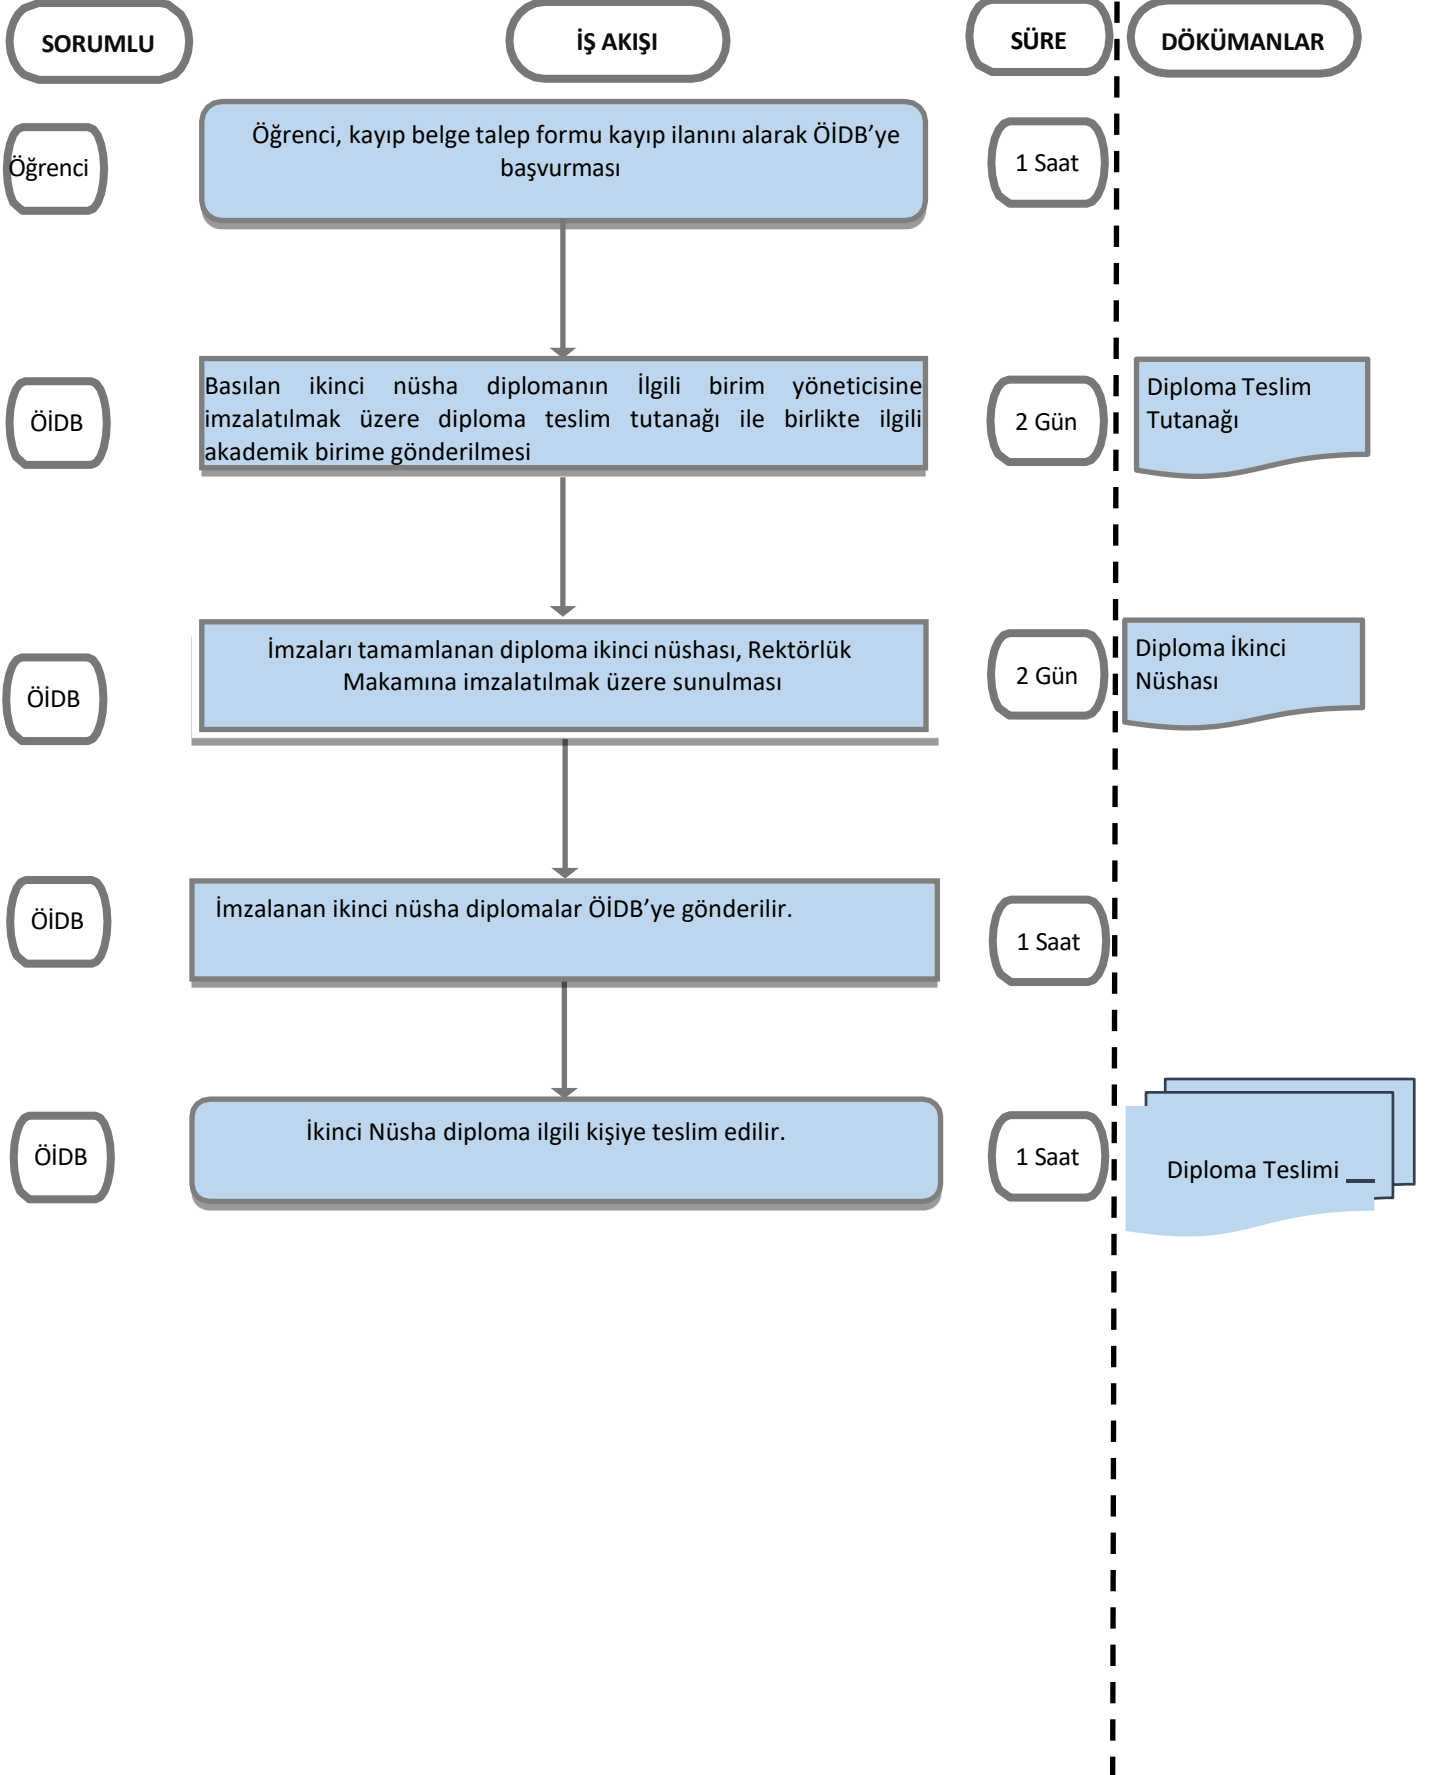 SORUMLU
İŞ AKIŞI
SÜRE
DÖKÜMANLAR
Öğrenci
Öğrenci, kayıp belge talep formu kayıp ilanını alarak ÖİDB’ye
başvurması
1 Saat
ÖİDB
Basılan ikinci nüsha diplomanın İlgili birim yöneticisine
imzalatılmak üzere diploma teslim tutanağı ile birlikte ilgili
akademik birime gönderilmesi
2 Gün
Diploma Teslim
Tutanağı
ÖİDB
İmzaları tamamlanan diploma ikinci nüshası, Rektörlük
Makamına imzalatılmak üzere sunulması
2 Gün
Diploma İkinci
Nüshası
ÖİDB
İmzalanan ikinci nüsha diplomalar ÖİDB’ye gönderilir.
1 Saat
ÖİDB
İkinci Nüsha diploma ilgili kişiye teslim edilir.
1 Saat
Diploma Teslimi